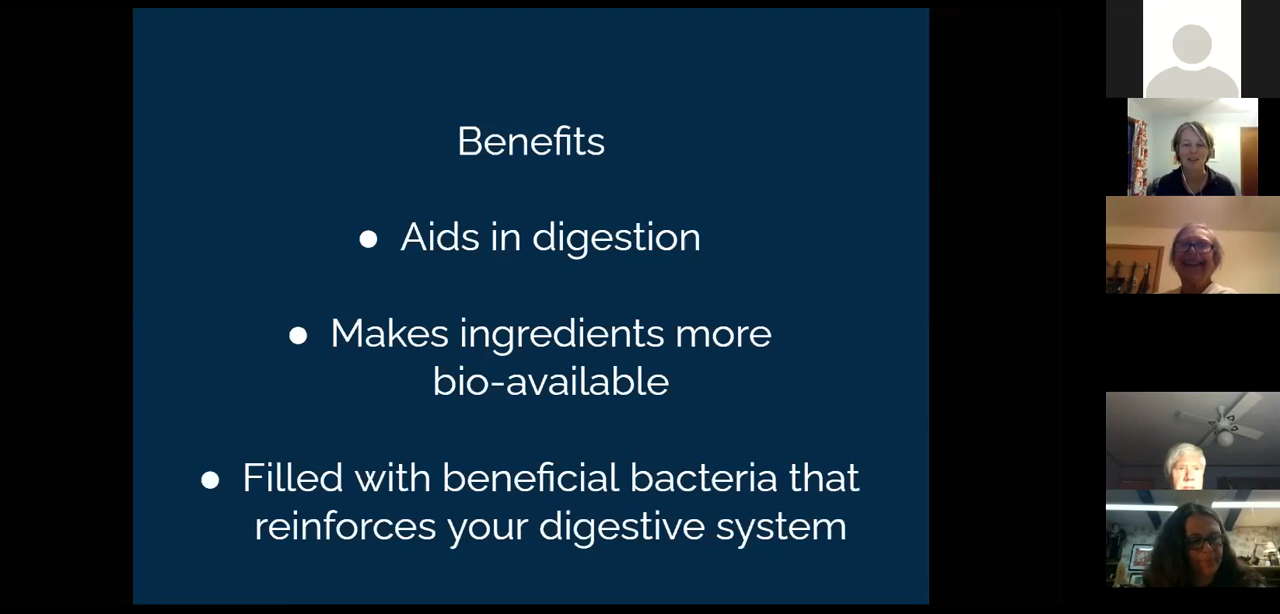 Benefits
● Aids in digestion
● Makes ingredients more
bio-available
● Filled with beneficial bacteria that
reinforces your digestive system